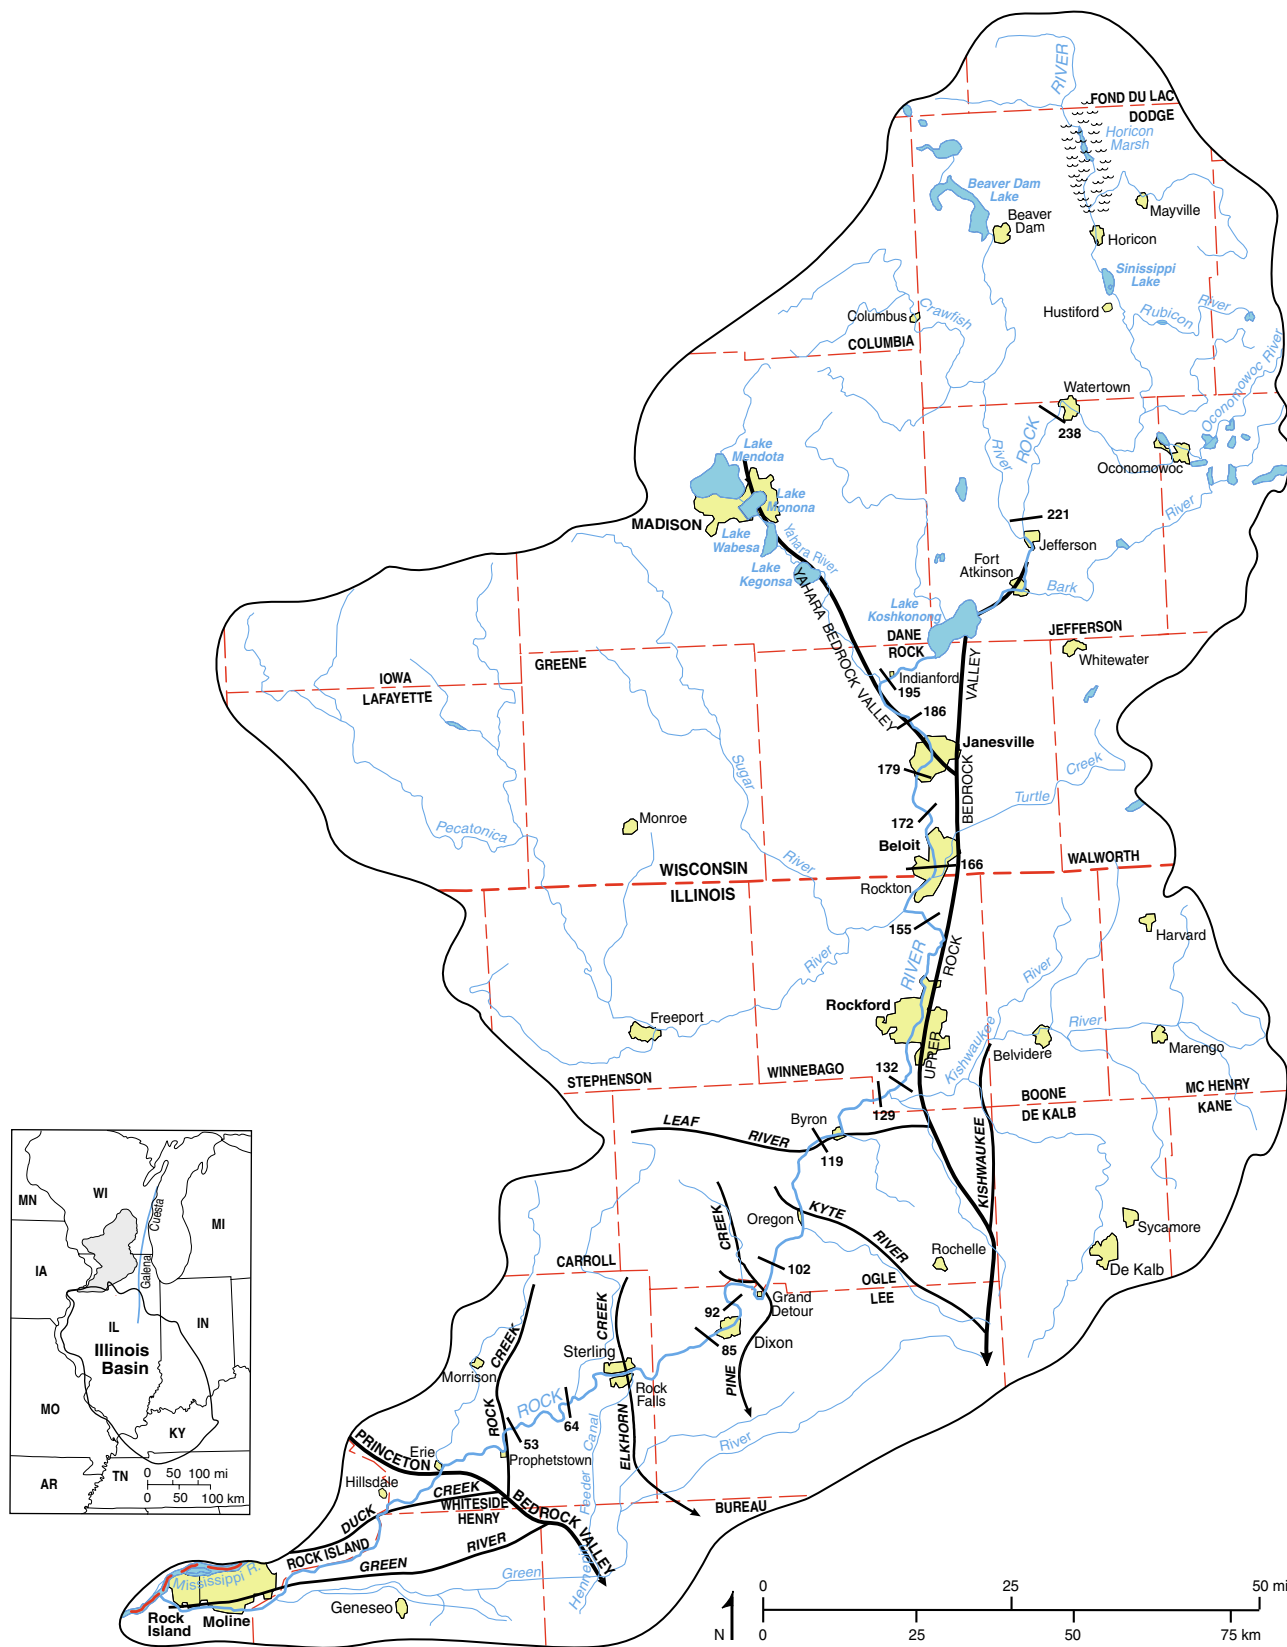 RIVER
FOND DU LAC
DODGE
Horicon
Marsh
Beaver Dam
Lake
Mayville
Beaver
Dam
Horicon
Sinissippi
Lake
Columbus
Crawfish
Hustiford
Rubicon
River
COLUMBIA
Oconomowoc River
Watertown
238
ROCK
River
Oconomowoc
Lake
Mendota
Lake
Monona
MADISON
Lake
Wabesa
Yahara River
Lake
Kegonsa
221
Jefferson
River
Fort
Atkinson
Bark
Lake
Koshkonong
YAHARA BEDROCK VALLEY
DANE
ROCK
JEFFERSON
GREENE
Whitewater
IOWA
LAFAYETTE
Indianford
195
VALLEY
186
Janesville
179
BEDROCK
Creek
Turtle
Sugar
172
Monroe
Pecatonica
Beloit
River
WALWORTH
166
WISCONSIN
ILLINOIS
Rockton
155
Harvard
RIVER
ROCK
River
River
Rockford
Freeport
UPPER
Kishwaukee
River
Belvidere
Marengo
STEPHENSON
WINNEBAGO
132
129
BOONE
DE KALB
MC HENRY
KANE
LEAF
RIVER
Byron
119
KISHWAUKEE
CREEK
Oregon
KYTE
RIVER
Sycamore
Rochelle
De Kalb
CARROLL
102
OGLE
LEE
Grand
Detour
92
Dixon
85
CREEK
CREEK
Sterling
Morrison
Rock
Falls
PINE
ROCK
64
ROCK
53
ELKHORN
River
PRINCETON
Erie
Prophetstown
Hillsdale
CREEK
DUCK
WHITESIDE
HENRY
BEDROCK VALLEY
BUREAU
Hennepin Feeder Canal
ROCK ISLAND
RIVER
GREEN
Green
Mississippi R.
Rock
Island
Moline
Geneseo
MN
WI
MI
Cuesta
Galena
IA
IL
IN
Illinois
Basin
MO
KY
AR
TN
0 50 100 mi
0 50 100 km
N
0 25 50 mi
0 25 50 75 km